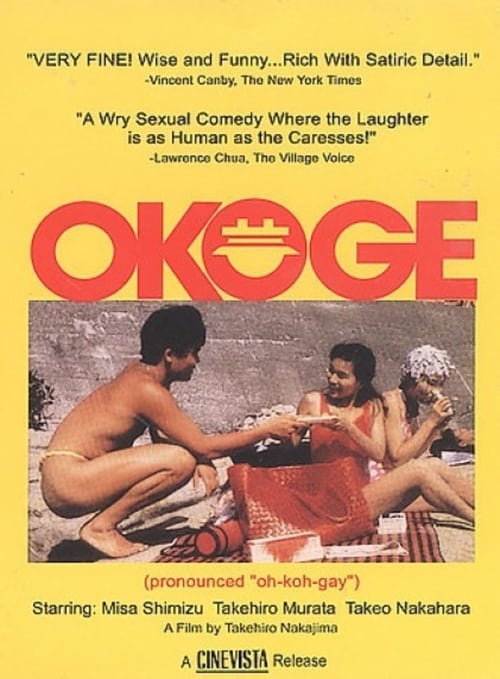 "VERY FINE! Wise and Funny...Rich With Satiric Detail."
-Vincent Canby, The New York Times
"A Wry Sexual Comedy Where the Laughter
is as Human as the Caresses!"
-Lawrence Chua, The Village Voice
OKOGE
(pronounced "oh-koh-gay")
Starring: Misa Shimizu Takehiro Murata Takeo Nakahara
A Film by Takehiro Nakajima
A CINEVISTA Release